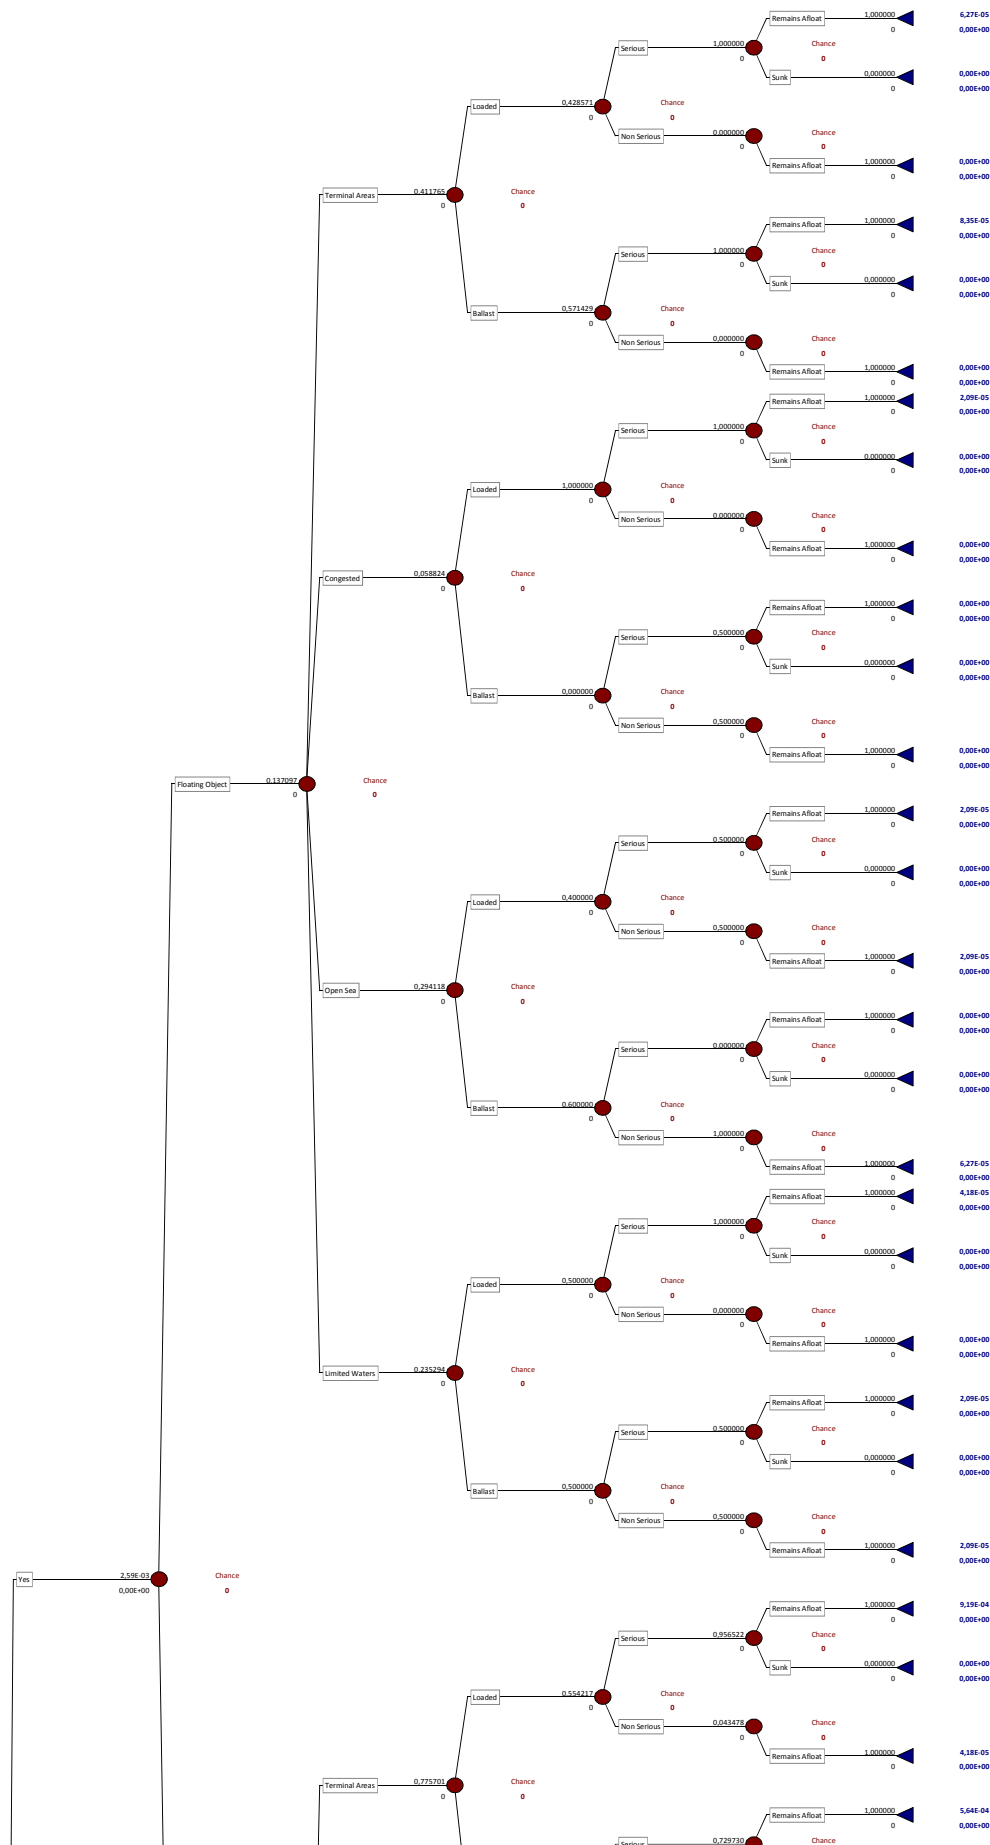 Remains Afloat 1,000000 6,27E-05
0 0,00E+00
Serious 1,000000 Chance
0 0
Sunk 0,000000 0,00E+00
0 0,00E+00
Loaded 0,428571 Chance
0 0
Non Serious 0,000000 Chance
0 0
Remains Afloat 1,000000 0,00E+00
0 0,00E+00
Terminal Areas 0,411765 Chance
0 0
Remains Afloat 1,000000 8,35E-05
0 0,00E+00
Serious 1,000000 Chance
0 0
Sunk 0,000000 0,00E+00
0 0,00E+00
Ballast 0,571429 Chance
0 0
Non Serious 0,000000 Chance
0 0
Remains Afloat 1,000000 0,00E+00
0 0,00E+00
Remains Afloat 1,000000 2,09E-05
0 0,00E+00
Serious 1,000000 Chance
0 0
Sunk 0,000000 0,00E+00
0 0,00E+00
Loaded 1,000000 Chance
0 0
Non Serious 0,000000 Chance
0 0
Remains Afloat 1,000000 0,00E+00
0 0,00E+00
Congested 0,058824 Chance
0 0
Remains Afloat 1,000000 0,00E+00
0 0,00E+00
Serious 0,500000 Chance
0 0
Sunk 0,000000 0,00E+00
0 0,00E+00
Ballast 0,000000 Chance
0 0
Non Serious 0,500000 Chance
0 0
Remains Afloat 1,000000 0,00E+00
0 0,00E+00
Floating Object 0,137097 Chance
0 0
Remains Afloat 1,000000 2,09E-05
0 0,00E+00
Serious 0,500000 Chance
0 0
Sunk 0,000000 0,00E+00
0 0,00E+00
Loaded 0,400000 Chance
0 0
Non Serious 0,500000 Chance
0 0
Remains Afloat 1,000000 2,09E-05
0 0,00E+00
Open Sea 0,294118 Chance
0 0
Remains Afloat 1,000000 0,00E+00
0 0,00E+00
Serious 0,000000 Chance
0 0
Sunk 0,000000 0,00E+00
0 0,00E+00
Ballast 0,600000 Chance
0 0
Non Serious 1,000000 Chance
0 0
Remains Afloat 1,000000 6,27E-05
0 0,00E+00
Remains Afloat 1,000000 4,18E-05
0 0,00E+00
Serious 1,000000 Chance
0 0
Sunk 0,000000 0,00E+00
0 0,00E+00
Loaded 0,500000 Chance
0 0
Non Serious 0,000000 Chance
0 0
Remains Afloat 1,000000 0,00E+00
0 0,00E+00
Limited Waters 0,235294 Chance
0 0
Remains Afloat 1,000000 2,09E-05
0 0,00E+00
Serious 0,500000 Chance
0 0
Sunk 0,000000 0,00E+00
0 0,00E+00
Ballast 0,500000 Chance
0 0
Non Serious 0,500000 Chance
0 0
Remains Afloat 1,000000 2,09E-05
0 0,00E+00
Yes 2,59E-03 Chance
0,00E+00 0
Remains Afloat 1,000000 9,19E-04
0 0,00E+00
Serious 0,956522 Chance
0 0
Sunk 0,000000 0,00E+00
0 0,00E+00
Loaded 0,554217 Chance
0 0
Non Serious 0,043478 Chance
0 0
Remains Afloat 1,000000 4,18E-05
0 0,00E+00
Terminal Areas 0,775701 Chance
0 0
Remains Afloat 1,000000 5,64E-04
0 0,00E+00
Serious 0,729730 Chance